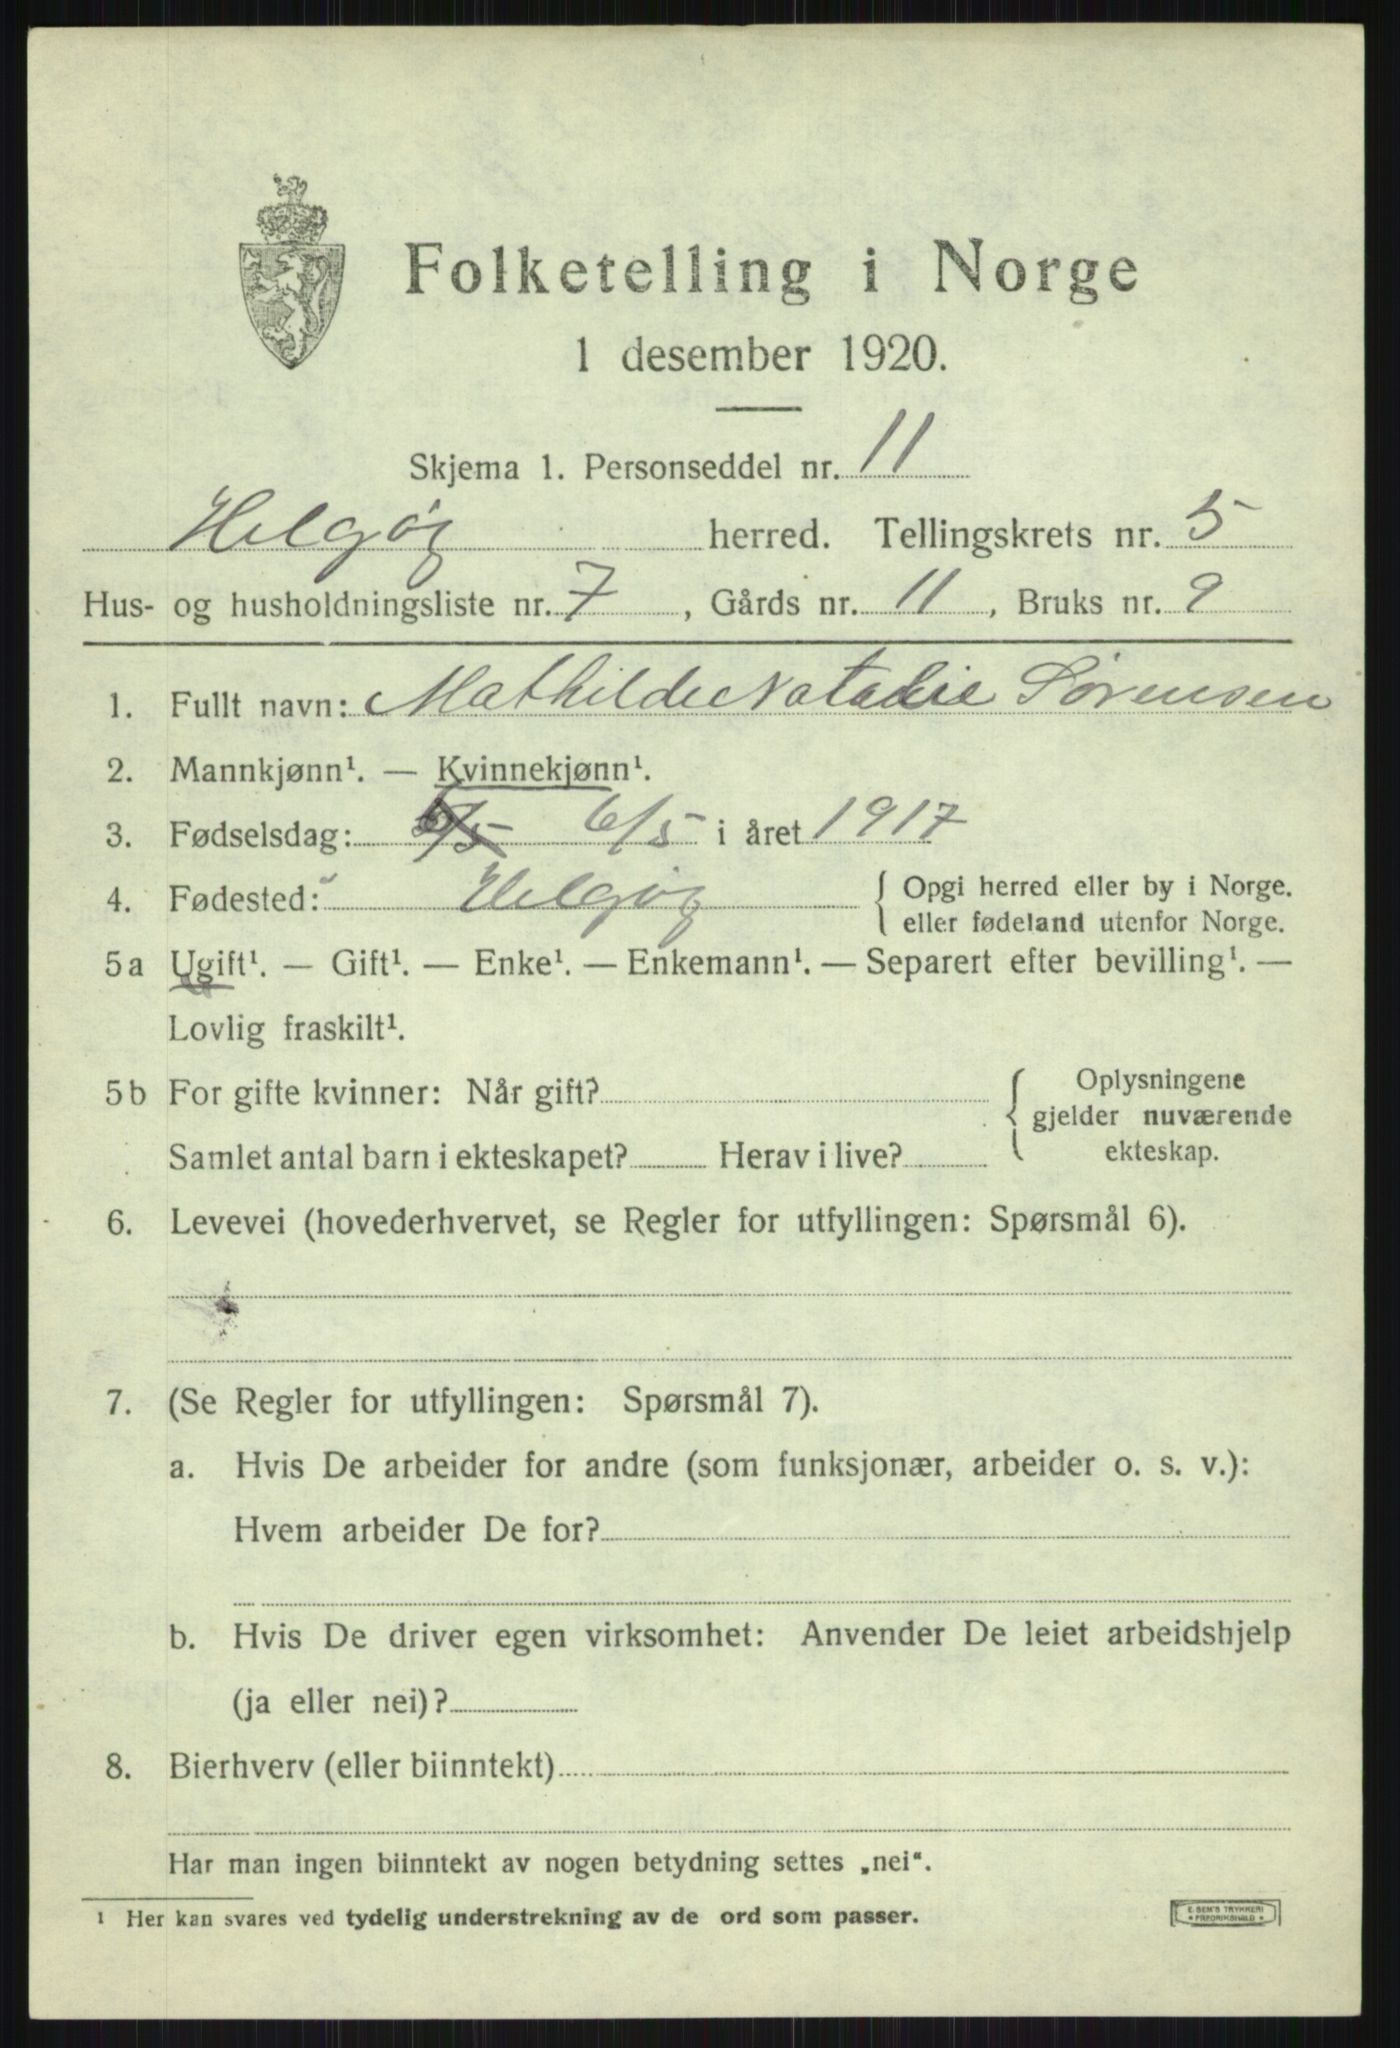 Folketelling i Norge
1 desember 1920.
Skjema 1. Personseddel nr. 11
Helgøy herred. Tellingskrets nr. 5
Hus- og husholdningsliste nr. 7, Gårds nr. 11, Bruks nr. 9
1. Fullt navn: Mathilde Natalie Sørensen
2. Mannkjønn¹. — Kvinnekjønn¹.
3. Fødselsdag: 6/5 i året 1917
4. Fødested: Helgøy { Opgi herred eller by i Norge.
eller fødeland utenfor Norge.
5a Ugift¹. — Gift¹. — Enke¹. — Enkemann¹. — Separert efter bevilling¹. —
Lovlig fraskilt¹.
5b For gifte kvinner: Når gift? { Oplysningene
gjelder nuværende
ekteskap.
Samlet antal barn i ekteskapet? Herav i live?
6. Levevei (hovederhvervet, se Regler for utfyllingen: Spørsmål 6).
7. (Se Regler for utfyllingen: Spørsmål 7).
a. Hvis De arbeider for andre (som funksjonær, arbeider o. s. v.):
Hvem arbeider De for?
b. Hvis De driver egen virksomhet: Anvender De leiet arbeidshjelp
(ja eller nei)?
8. Bierhverv (eller biinntekt)
Har man ingen biinntekt av nogen betydning settes „nei“.
¹ Her kan svares ved tydelig understrekning av de ord som passer.
E. SEM'S TRYKKERI
FREDRIKSHALD